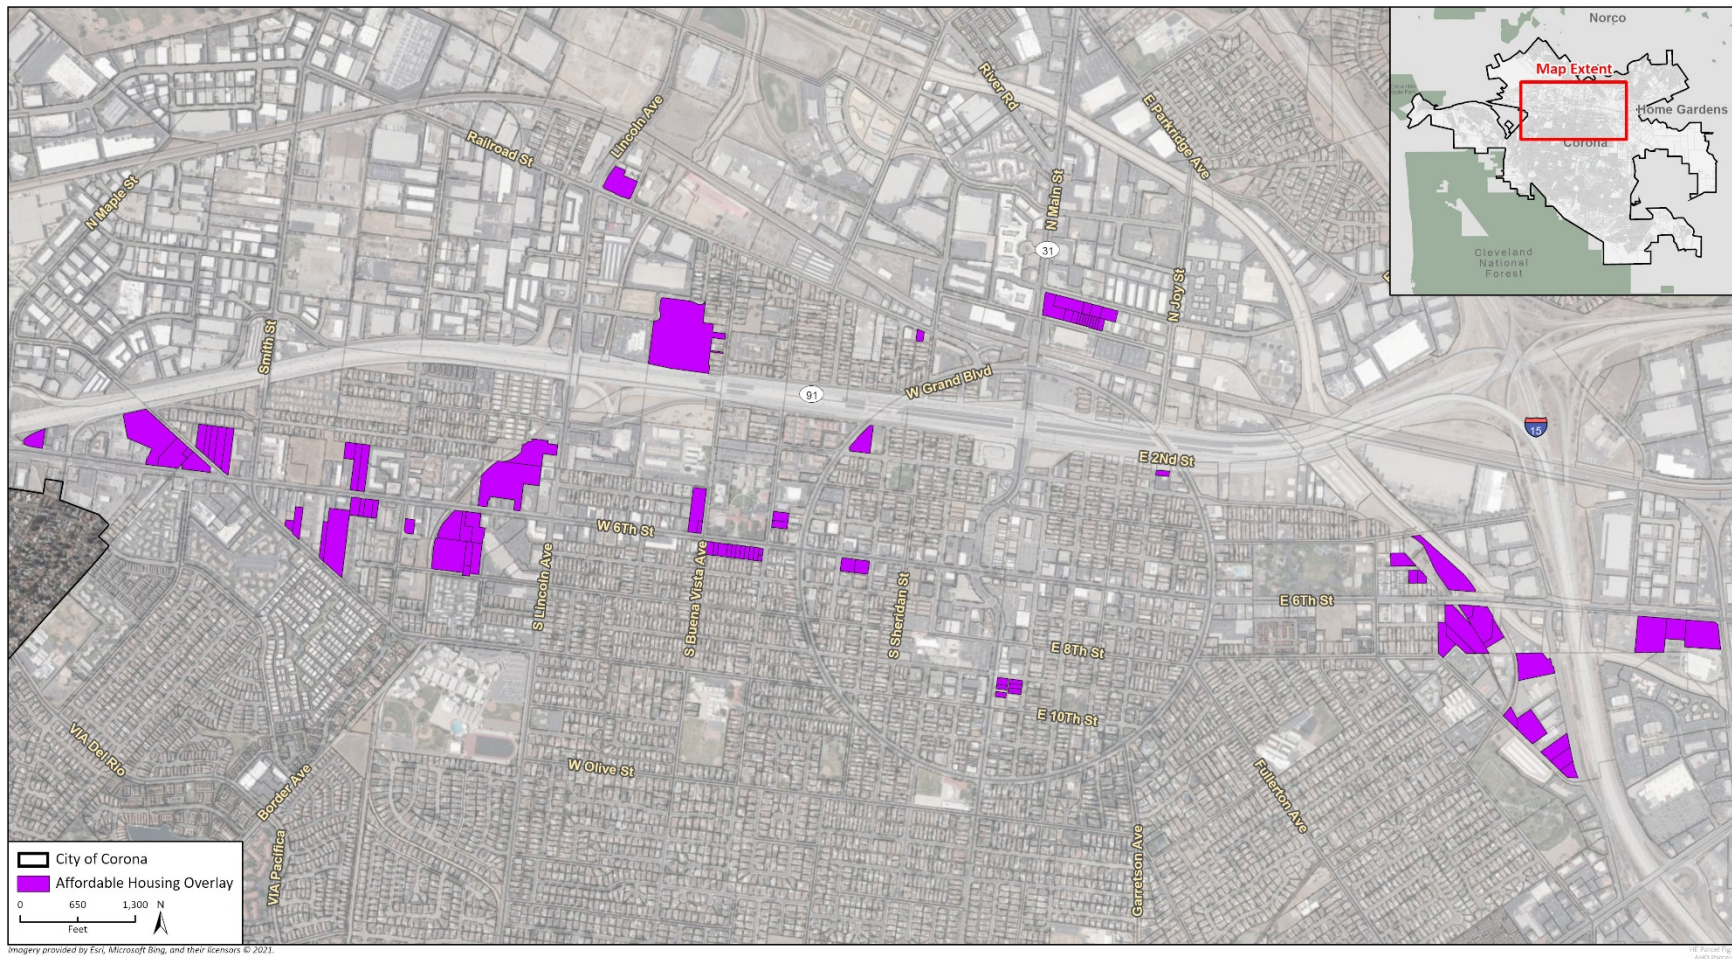 Norco
Map Extent
Home Gardens
Corona
Cleveland
National
Forest
River Rd
E Parkridge Ave
Lincoln Ave
Railroad St
N Maple St
N Main St
31
N Joy St
Smith St
W Grand Blvd
91
15
E 2Nd St
W 6Th St
S Lincoln Ave
S Buena Vista Ave
S Sheridan St
E 6Th St
E 8Th St
E 10Th St
VIA Del Rio
Border Ave
W Olive St
Fullerton Ave
VIA Pacifica
Garretson Ave
City of Corona
Affordable Housing Overlay
0 650 1,300 N
Feet
Imagery provided by Esri, Microsoft Bing, and their licensors © 2021.